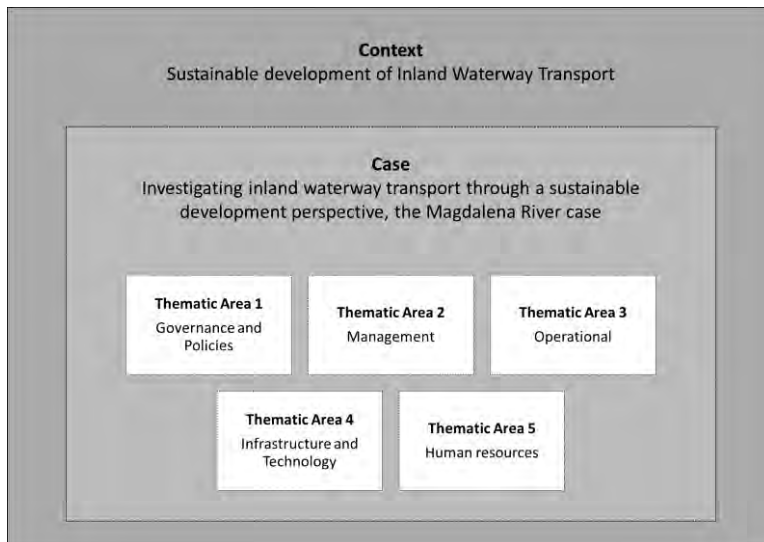 Context
Sustainable development of Inland Waterway Transport
Case
Investigating inland waterway transport through a sustainable
development perspective, the Magdalena River case
Thematic Area 1
Governance and
Policies
Thematic Area 2
Management
Thematic Area 3
Operational
Thematic Area 4
Infrastructure and
Technology
Thematic Area 5
Human resources